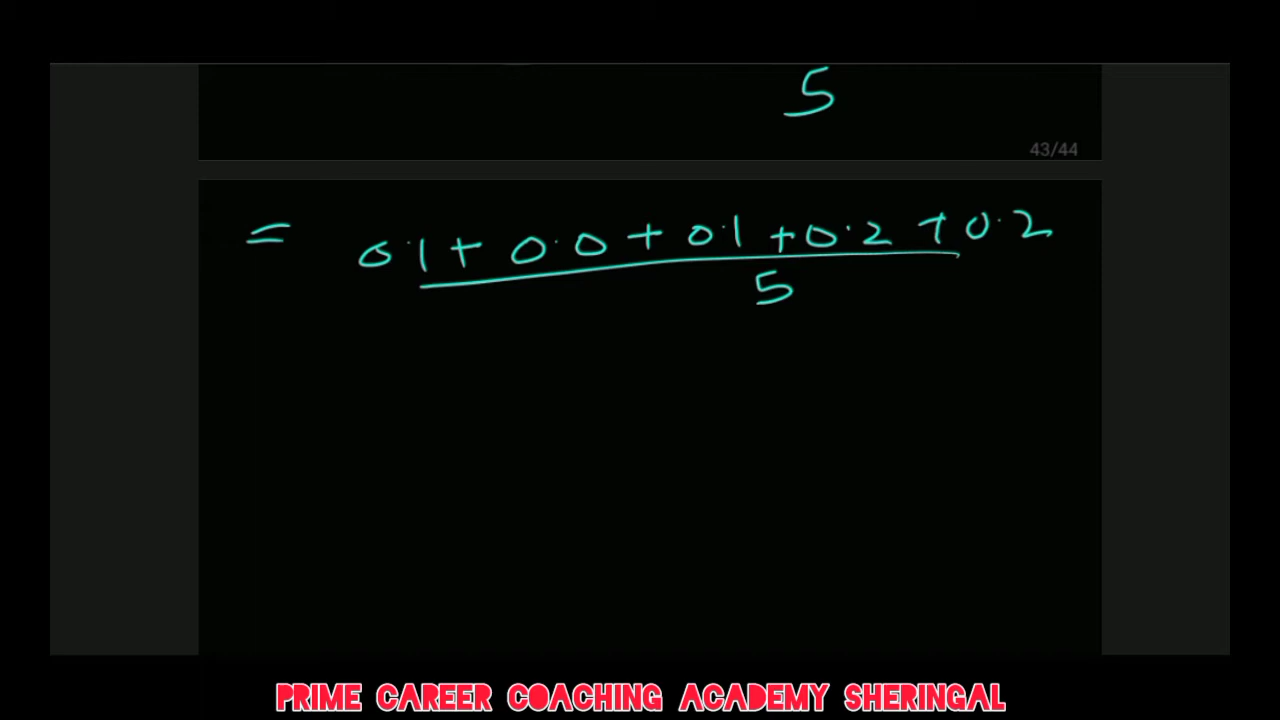 5
43/44
= 0.1 + 0.0 + 0.1 + 0.2 + 0.2
5
PRIME CAREER COACHING ACADEMY SHERINGAL